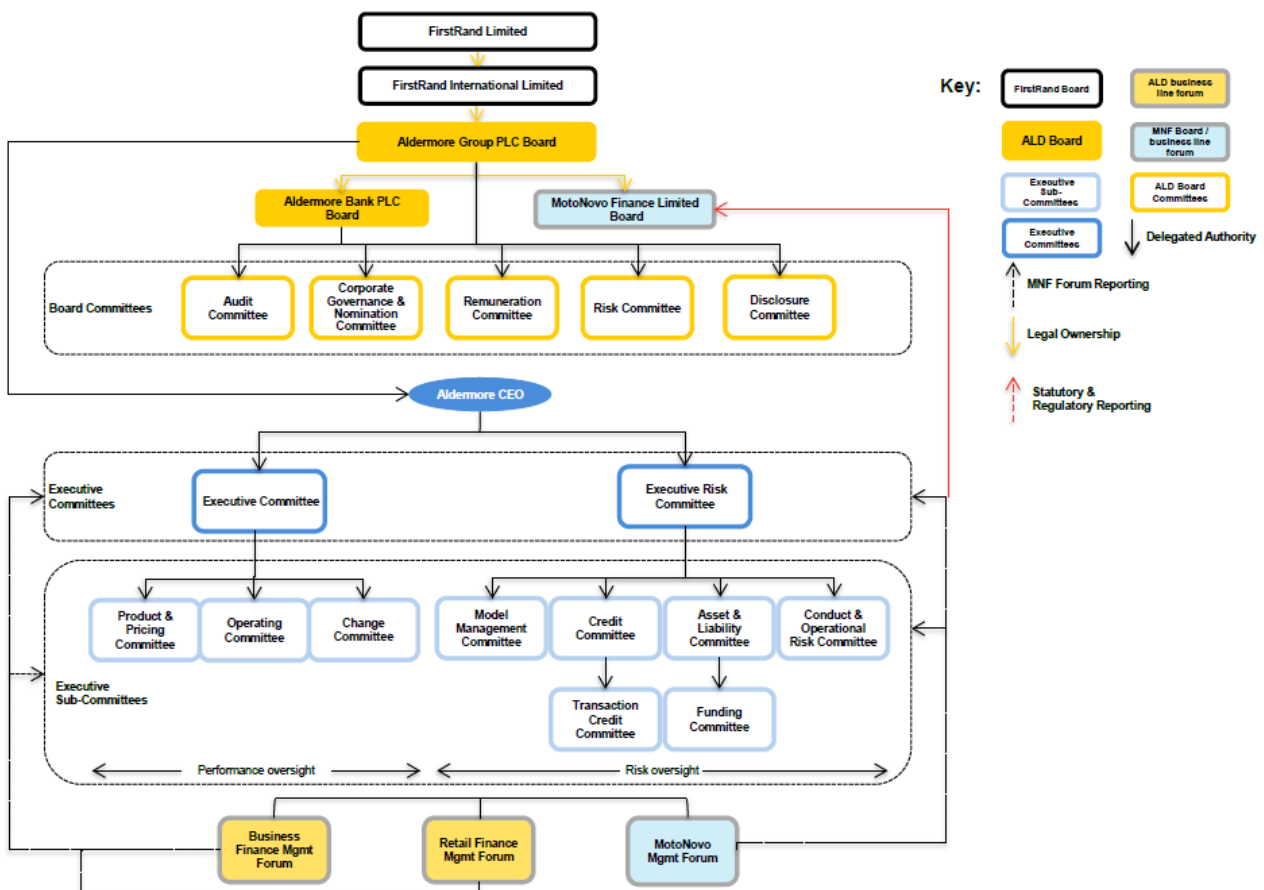 FirstRand Limited
FirstRand International Limited
Aldermore Group PLC Board
Aldermore Bank PLC
Board
MotoNovo Finance Limited
Board
Key:
FirstRand Board
ALD business
line forum
ALD Board
MNF Board /
business line
forum
Executive
Sub-
Committees
ALD Board
Committees
Executive
Committees
Delegated Authority
MNF Forum Reporting
Legal Ownership
Statutory &
Regulatory Reporting
Board Committees
Audit
Committee
Corporate
Governance &
Nomination
Committee
Remuneration
Committee
Risk Committee
Disclosure
Committee
Aldermore CEO
Executive
Committees
Executive Committee
Executive Risk
Committee
Product &
Pricing
Committee
Operating
Committee
Change
Committee
Model
Management
Committee
Credit
Committee
Asset &
Liability
Committee
Conduct &
Operational
Risk Committee
Executive
Sub-Committees
Transaction
Credit
Committee
Funding
Committee
Performance oversight
Risk oversight
Business
Finance Mgmt
Forum
Retail Finance
Mgmt Forum
MotoNovo
Mgmt Forum